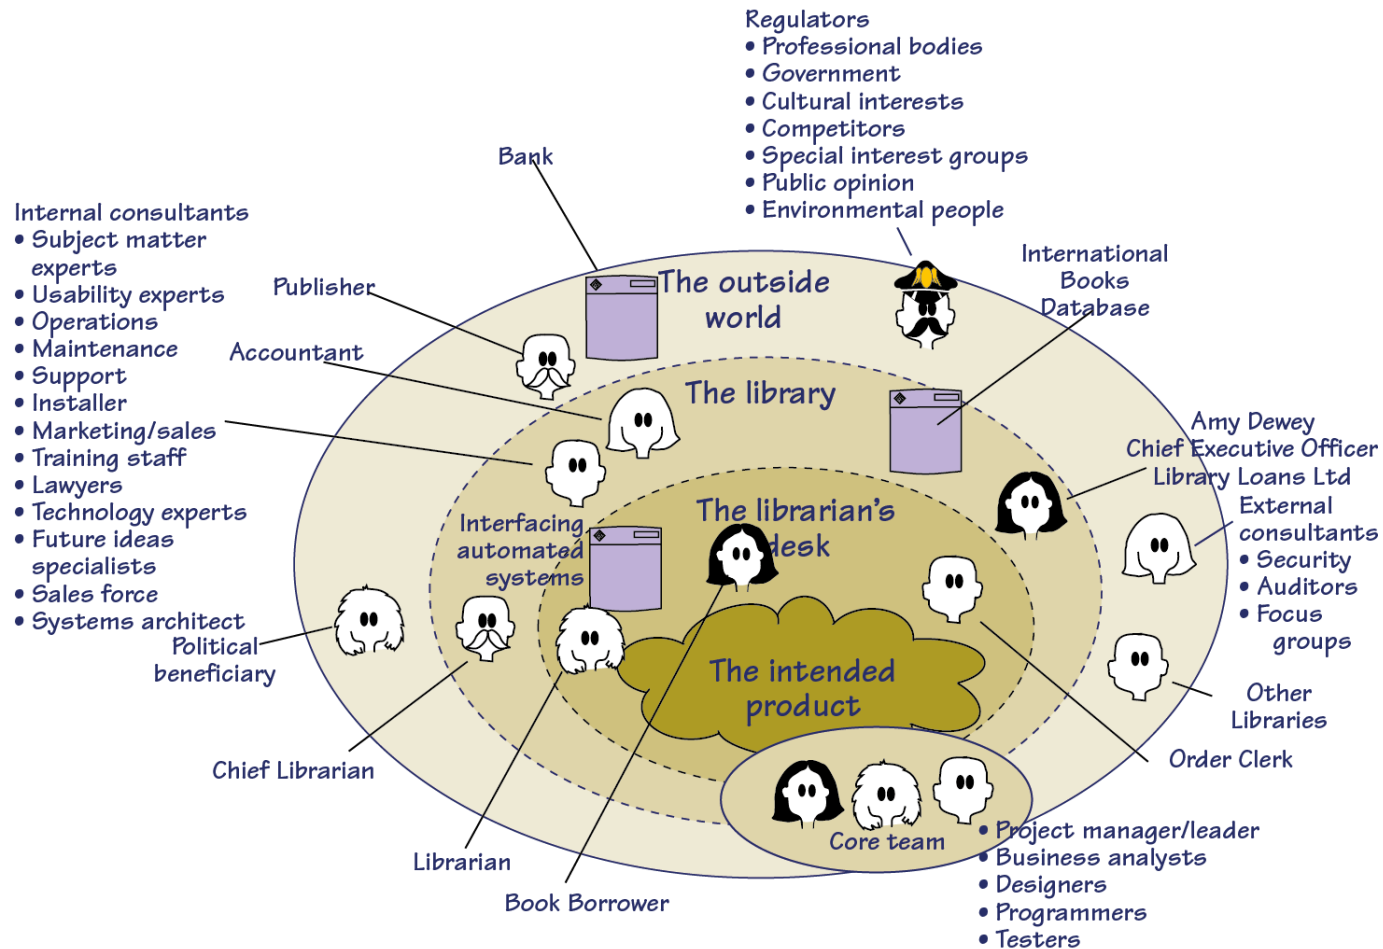 Regulators
• Professional bodies
• Government
• Cultural interests
• Competitors
• Special interest groups
• Public opinion
• Environmental people
Bank
Internal consultants
• Subject matter
experts
• Usability experts
• Operations
• Maintenance
• Support
• Installer
• Marketing/sales
• Training staff
• Lawyers
• Technology experts
• Future ideas
specialists
• Sales force
• Systems architect
Publisher
Accountant
The outside
world
International
Books
Database
The library
Amy Dewey
Chief Executive Officer
Library Loans Ltd
External
consultants
• Security
• Auditors
• Focus
groups
The librarian's
desk
Interfacing
automated
systems
Political
beneficiary
The intended
product
Other
Libraries
Order Clerk
Chief Librarian
Librarian
Book Borrower
Core team
• Project manager/leader
• Business analysts
• Designers
• Programmers
• Testers